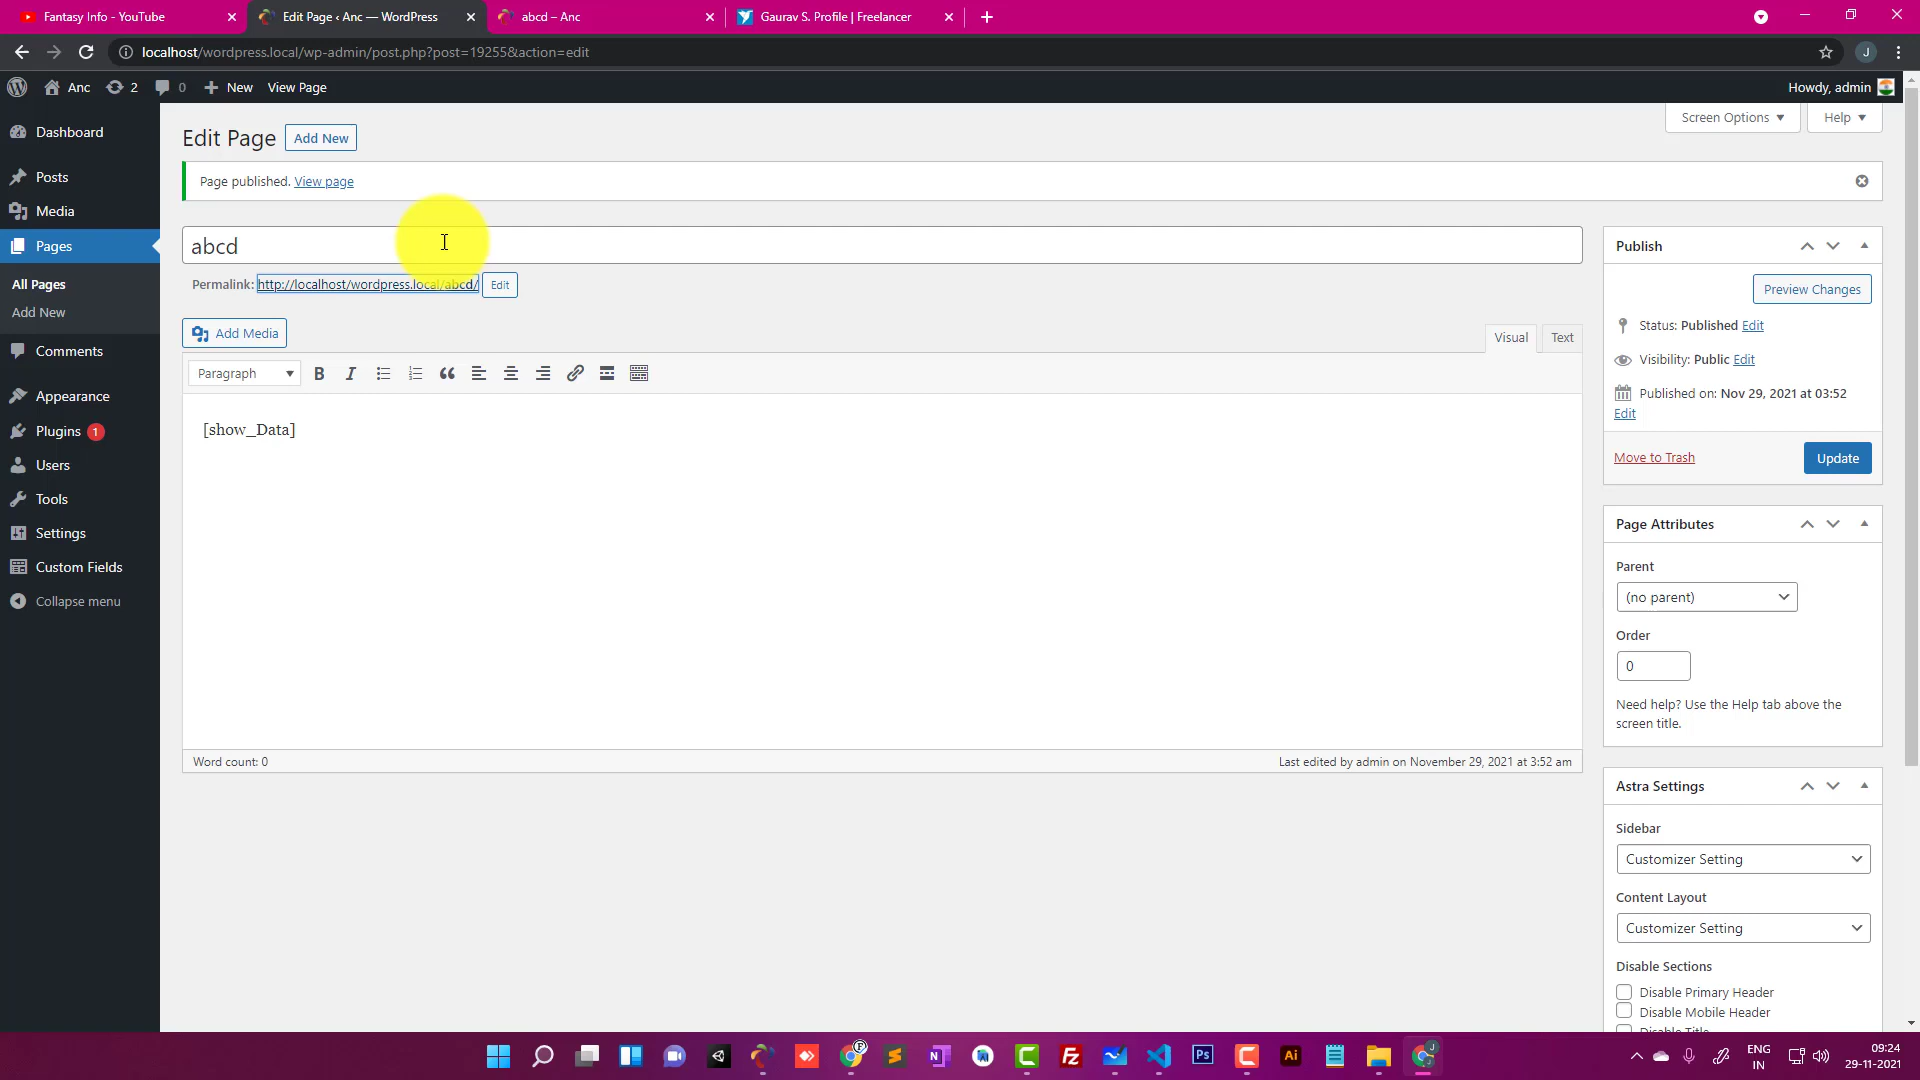 Fantasy Info - YouTube
Edit Page ‹ Anc — WordPress
abcd – Anc
Gaurav S. Profile | Freelancer
localhost/wordpress.local/wp-admin/post.php?post=19255&action=edit
J
Anc
2
0
New
View Page
Howdy, admin
Screen Options
Help
Dashboard
Posts
Media
Pages
All Pages
Add New
Comments
Appearance
Plugins 1
Users
Tools
Settings
Custom Fields
Collapse menu
Edit Page
Add New
Page published. View page
abcd
Permalink: http://localhost/wordpress.local/abcd/
Edit
Add Media
Visual
Text
Paragraph
[show_Data]
Word count: 0
Last edited by admin on November 29, 2021 at 3:52 am
Publish
Preview Changes
Status: Published Edit
Visibility: Public Edit
Published on: Nov 29, 2021 at 03:52
Edit
Move to Trash
Update
Page Attributes
Parent
(no parent)
Order
0
Need help? Use the Help tab above the
screen title.
Astra Settings
Sidebar
Customizer Setting
Content Layout
Customizer Setting
Disable Sections
Disable Primary Header
Disable Mobile Header
Disable Title
Ps
Ai
ENG
IN
09:24
29-11-2021